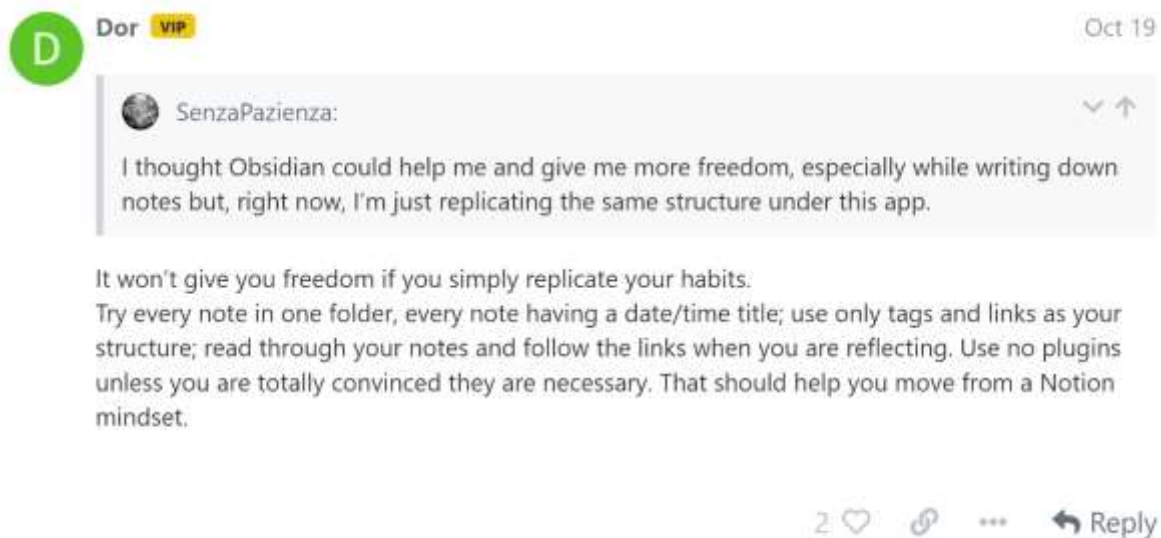 D
Dor VIP Oct 19
SenzaPazienza:
I thought Obsidian could help me and give me more freedom, especially while writing down
notes but, right now, I'm just replicating the same structure under this app.
It won't give you freedom if you simply replicate your habits.
Try every note in one folder, every note having a date/time title; use only tags and links as your
structure; read through your notes and follow the links when you are reflecting. Use no plugins
unless you are totally convinced they are necessary. That should help you move from a Notion
mindset.
2 Reply